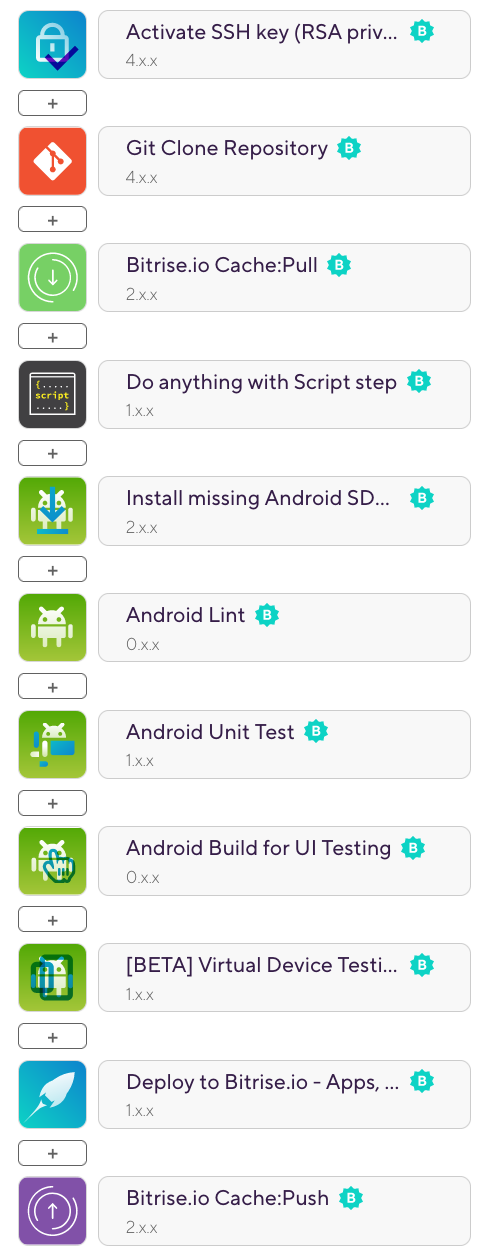 Activate SSH key (RSA priv...
B
4.x.x
+
Git Clone Repository
B
4.x.x
+
Bitrise.io Cache:Pull
B
2.x.x
+
{.....
script
.....}
Do anything with Script step
B
1.x.x
+
Install missing Android SD...
B
2.x.x
+
Android Lint
B
0.x.x
+
Android Unit Test
B
1.x.x
+
Android Build for UI Testing
B
0.x.x
+
[BETA] Virtual Device Testi...
B
1.x.x
+
Deploy to Bitrise.io - Apps, ...
B
1.x.x
+
Bitrise.io Cache:Push
B
2.x.x